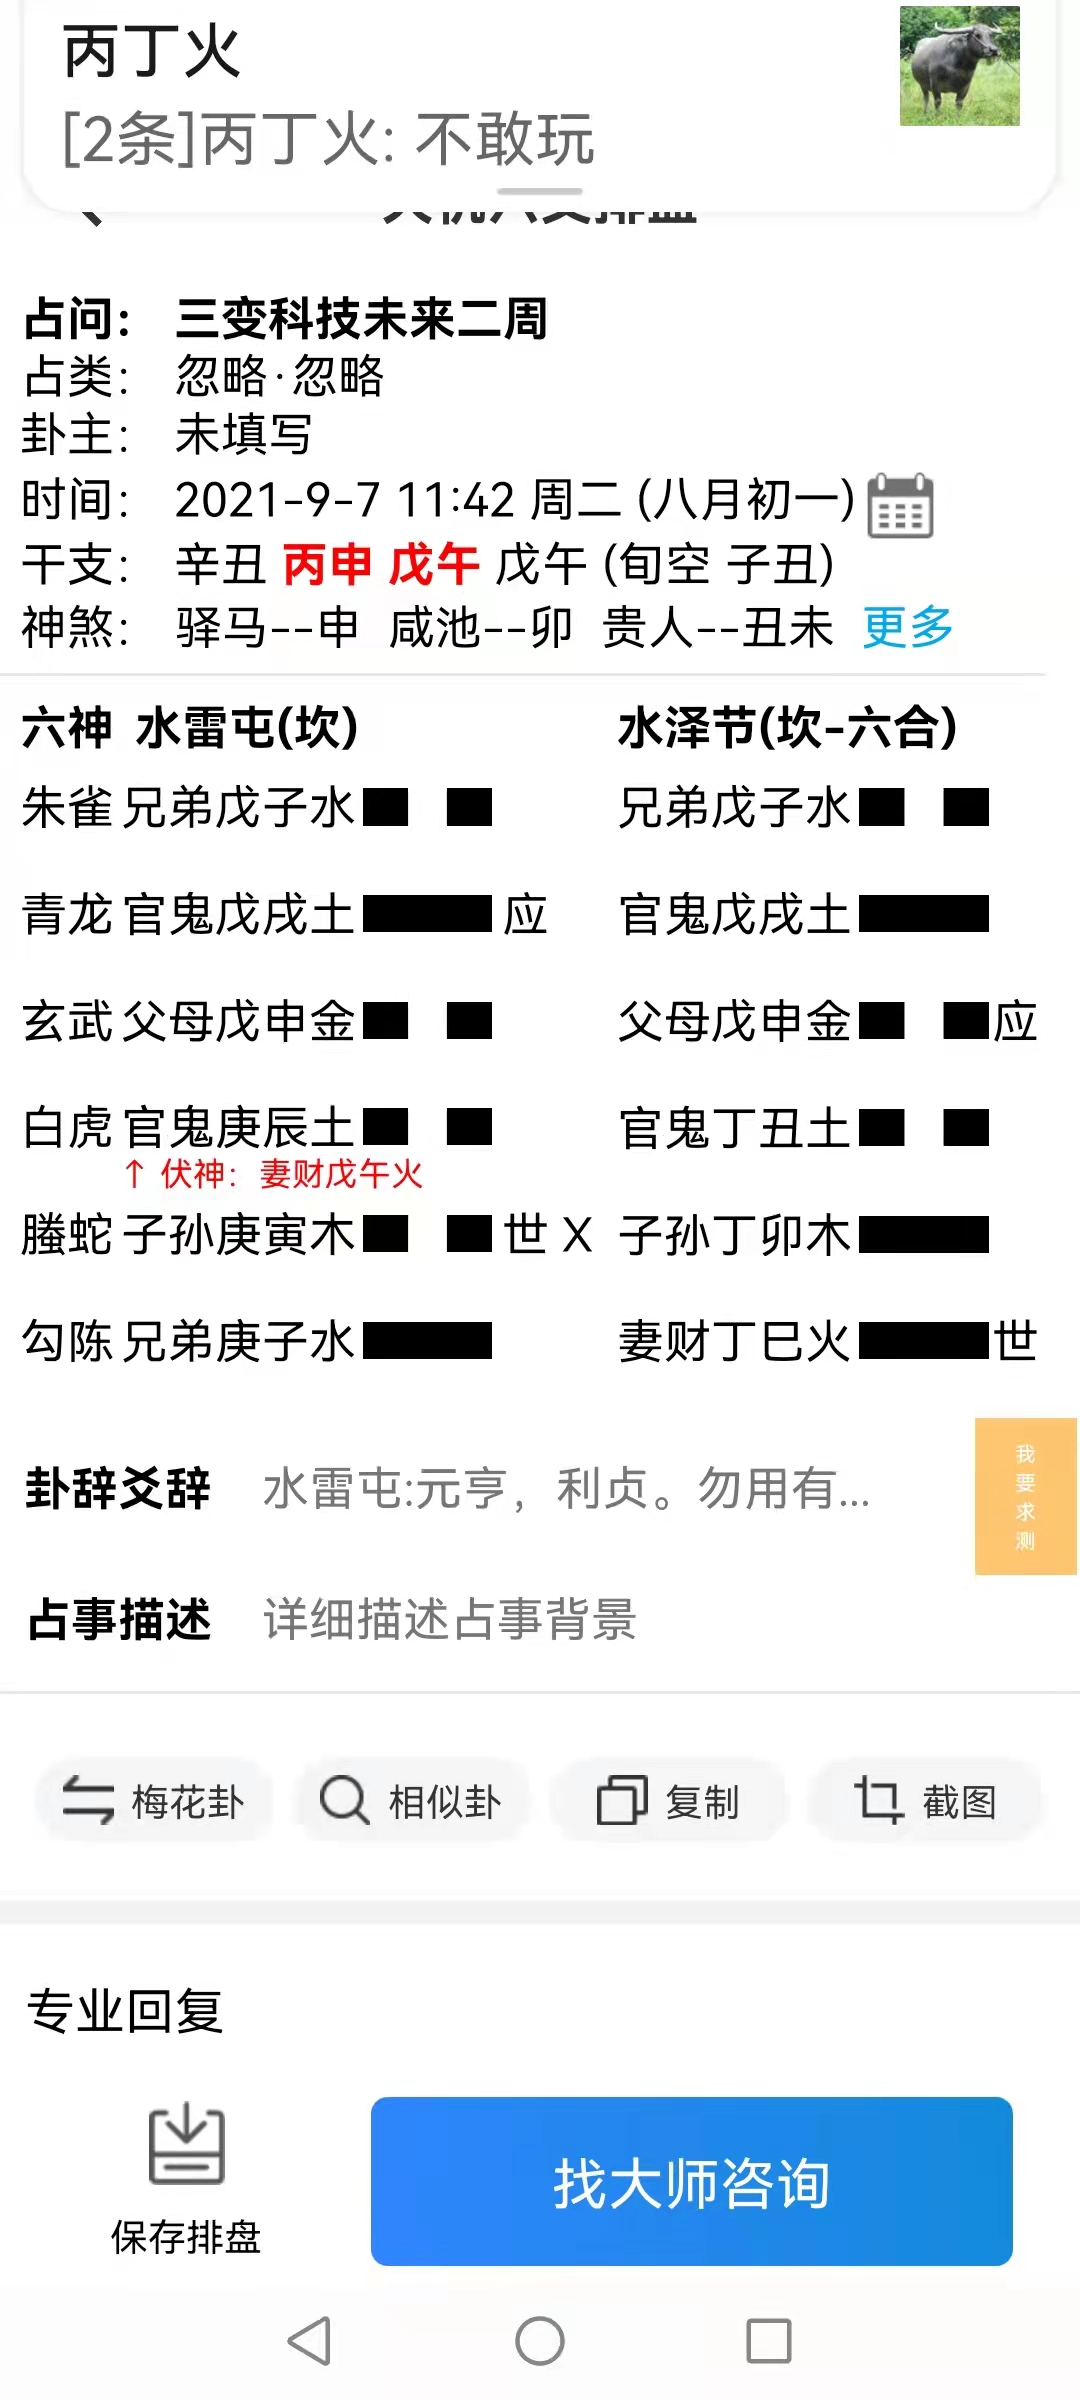 丙丁火
[2条]丙丁火: 不敢玩
占问： 三变科技未来二周
占类： 忽略·忽略
卦主： 未填写
时间： 2021-9-7 11:42 周二 (八月初一)
干支： 辛丑 丙申 戊午 戊午 (旬空 子丑)
神煞： 驿马--申 咸池--卯 贵人--丑未 更多
六神 水雷屯(坎) 水泽节(坎-六合)
朱雀 兄弟戊子水 兄弟戊子水
青龙 官鬼戊戌土 应 官鬼戊戌土
玄武 父母戊申金 父母戊申金 应
白虎 官鬼庚辰土 官鬼丁丑土
↑ 伏神：妻财戊午火
螣蛇 子孙庚寅木 世 X 子孙丁卯木
勾陈 兄弟庚子水 妻财丁巳火 世
卦辞爻辞 水雷屯:元亨，利贞。勿用有...
我要求测
占事描述 详细描述占事背景
梅花卦 相似卦 复制 截图
专业回复
保存排盘 找大师咨询